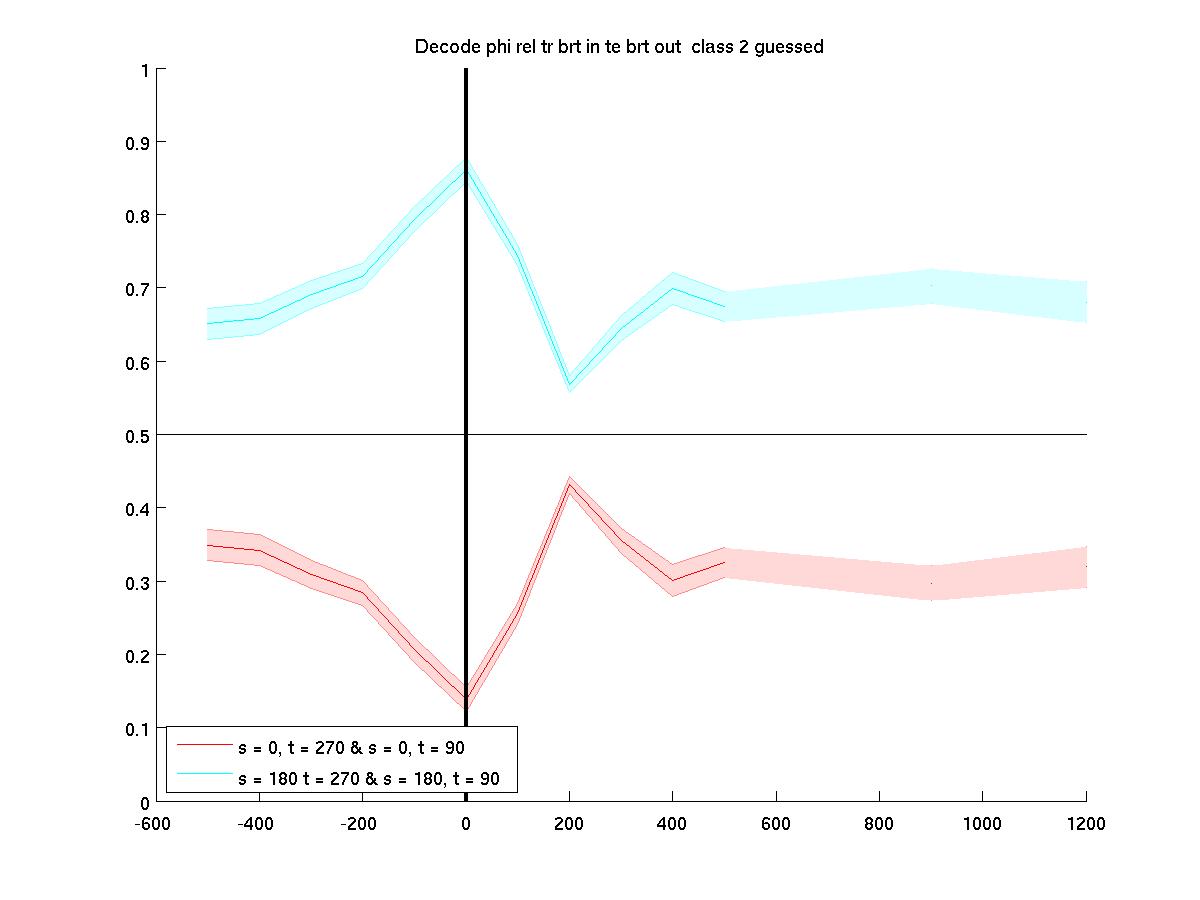 Decode phi rel tr brt in te brt out  class 2 guessed
1
0.9
0.8
0.7
0.6
0.5
0.4
0.3
0.2
0.1
0
s = 0, t = 270 & s = 0, t = 90
s = 180 t = 270 & s = 180, t = 90
-600 -400 -200 0 200 400 600 800 1000 1200